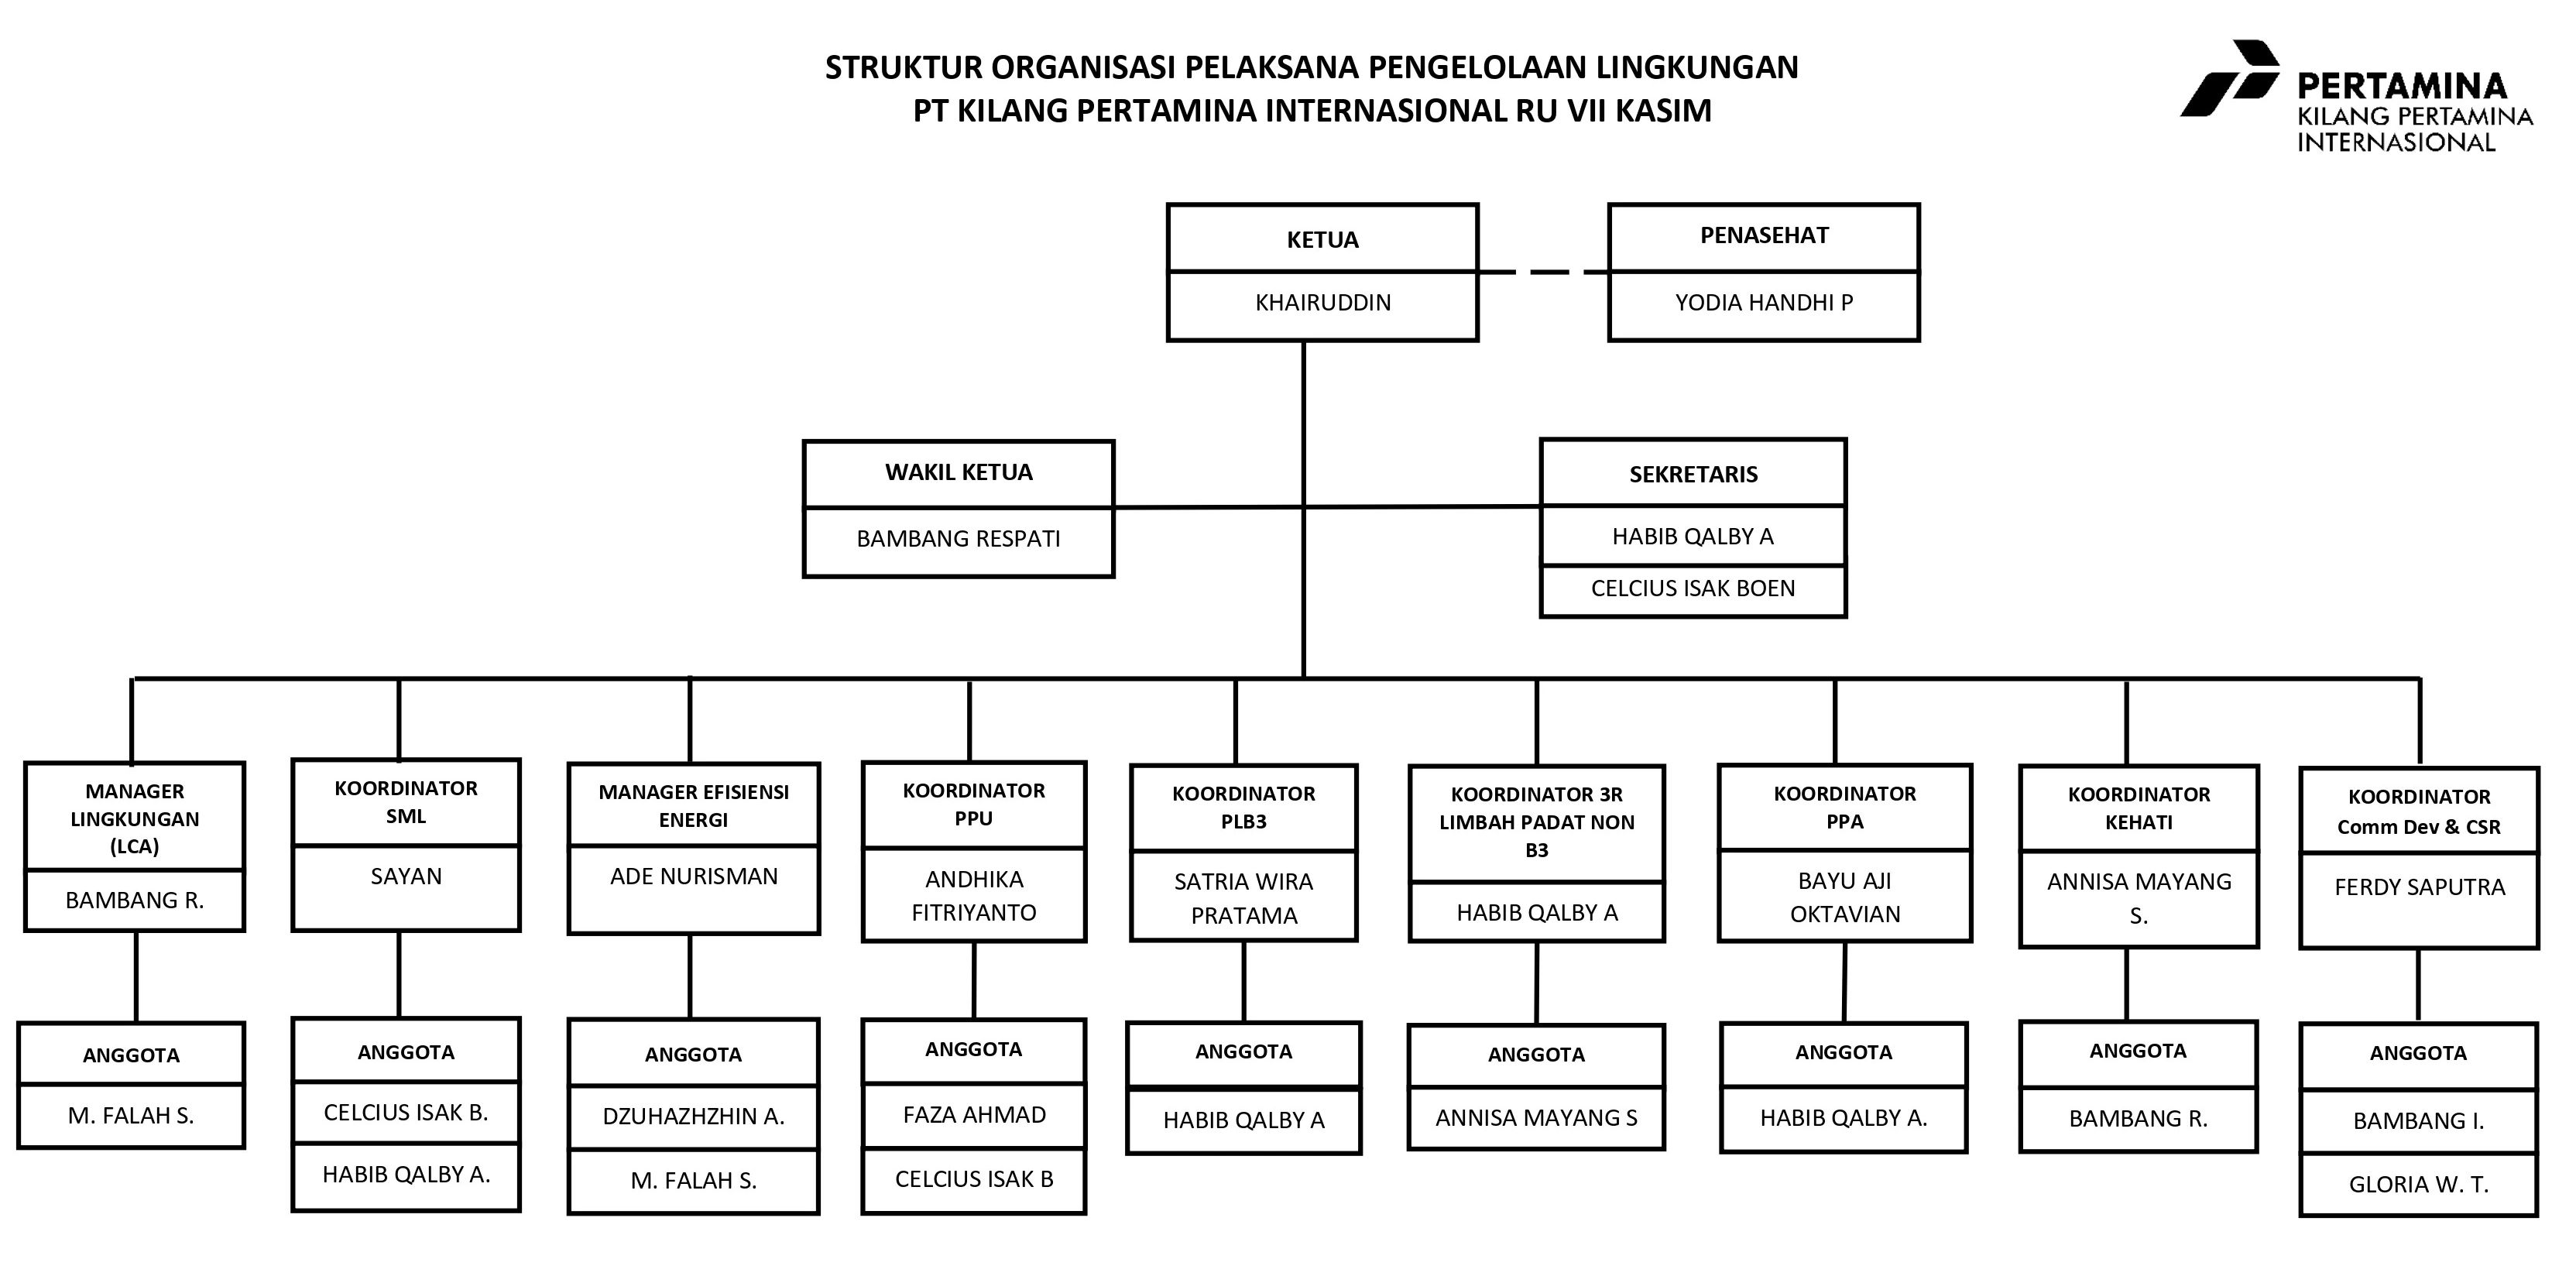 STRUKTUR ORGANISASI PELAKSANA PENGELOLAAN LINGKUNGAN
PT KILANG PERTAMINA INTERNASIONAL RU VII KASIM
PERTAMINA
KILANG PERTAMINA
INTERNASIONAL
KETUA
KHAIRUDDIN
PENASEHAT
YODIA HANDHI P
WAKIL KETUA
BAMBANG RESPATI
SEKRETARIS
HABIB QALBY A
CELCIUS ISAK BOEN
MANAGER
LINGKUNGAN
(LCA)
BAMBANG R.
KOORDINATOR
SML
SAYAN
MANAGER EFISIENSI
ENERGI
ADE NURISMAN
KOORDINATOR
PPU
ANDHIKA
FITRIYANTO
KOORDINATOR
PLB3
SATRIA WIRA
PRATAMA
KOORDINATOR 3R
LIMBAH PADAT NON
B3
HABIB QALBY A
KOORDINATOR
PPA
BAYU AJI
OKTAVIAN
KOORDINATOR
KEHATI
ANNISA MAYANG
S.
KOORDINATOR
Comm Dev & CSR
FERDY SAPUTRA
ANGGOTA
M. FALAH S.
ANGGOTA
CELCIUS ISAK B.
HABIB QALBY A.
ANGGOTA
DZUHAZHZHIN A.
M. FALAH S.
ANGGOTA
FAZA AHMAD
CELCIUS ISAK B
ANGGOTA
HABIB QALBY A
ANGGOTA
ANNISA MAYANG S
ANGGOTA
HABIB QALBY A.
ANGGOTA
BAMBANG R.
ANGGOTA
BAMBANG I.
GLORIA W. T.